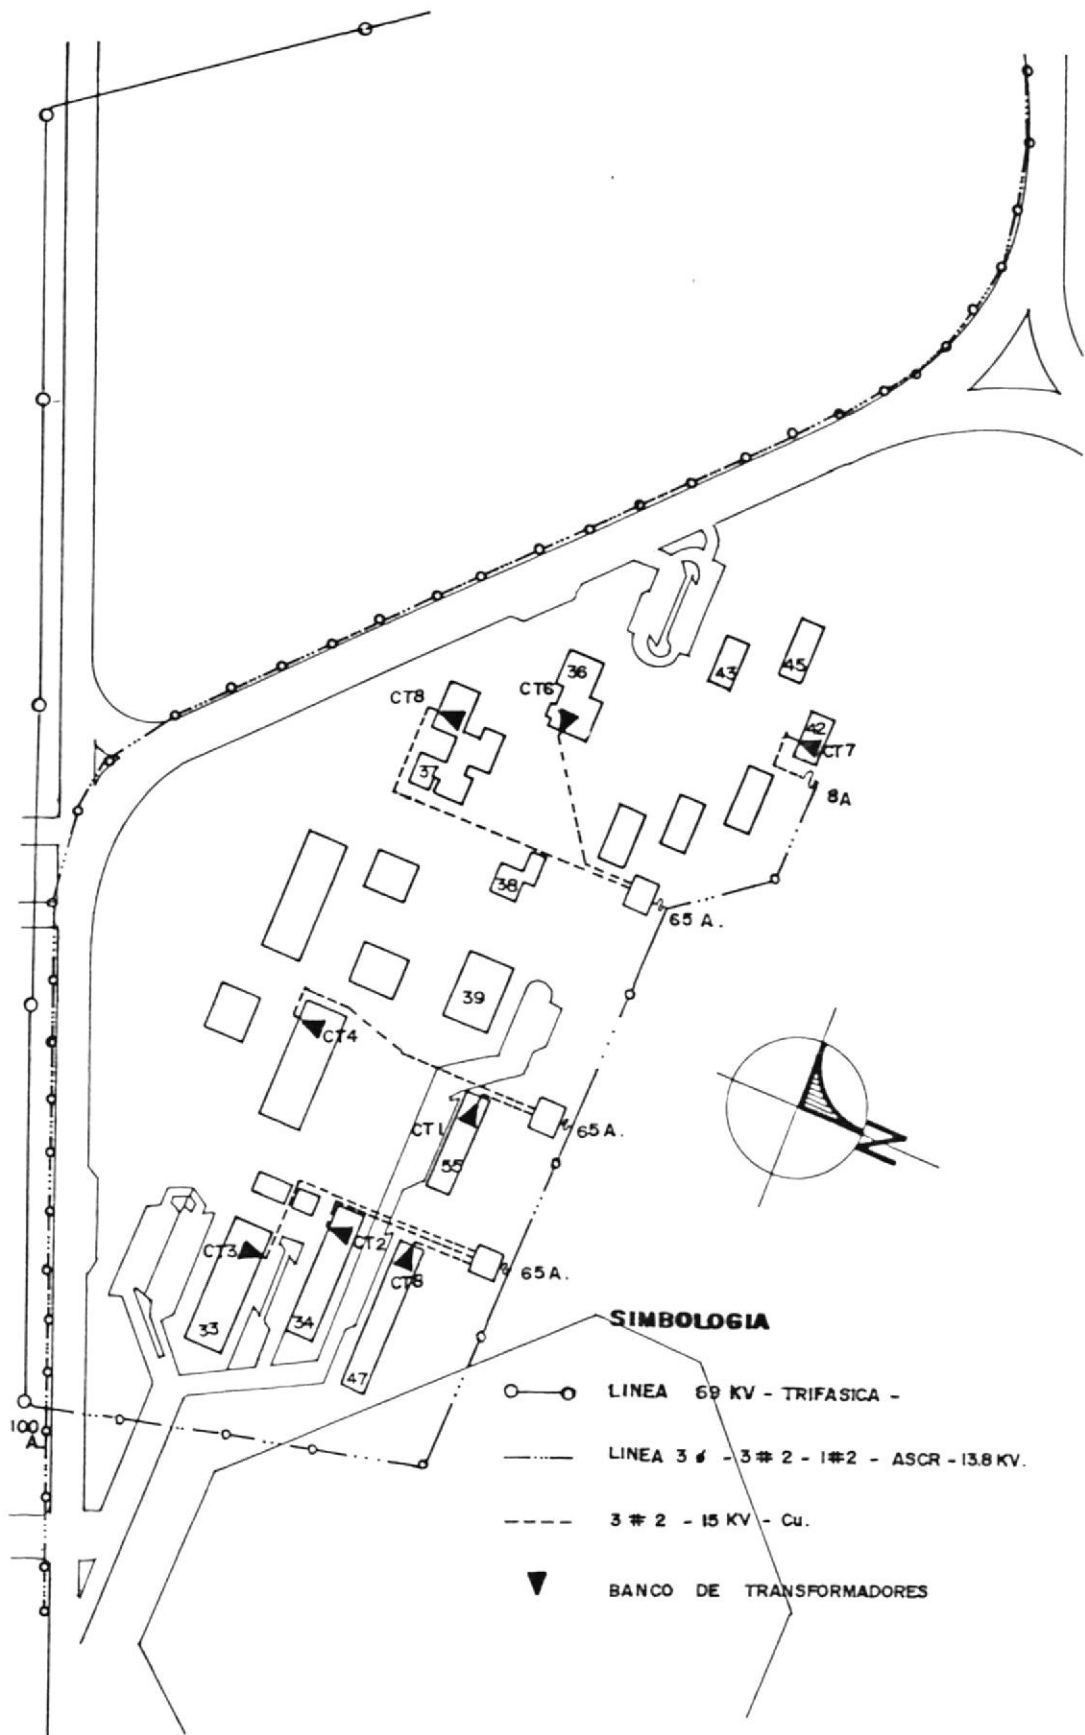 36
43
45
CT8
CT6
42
CT7
37
8A
38
65 A.
39
CT4
CT1
65A.
55
CT3
CT2
65A.
CT8
33
34
47
SIMBOLOGIA
LINEA 69 KV - TRIFASICA -
100
A
LINEA 3 ø - 3 # 2 - 1#2 - ASCR - 13.8 KV.
3 # 2 - 15 KV - Cu.
BANCO DE TRANSFORMADORES
N